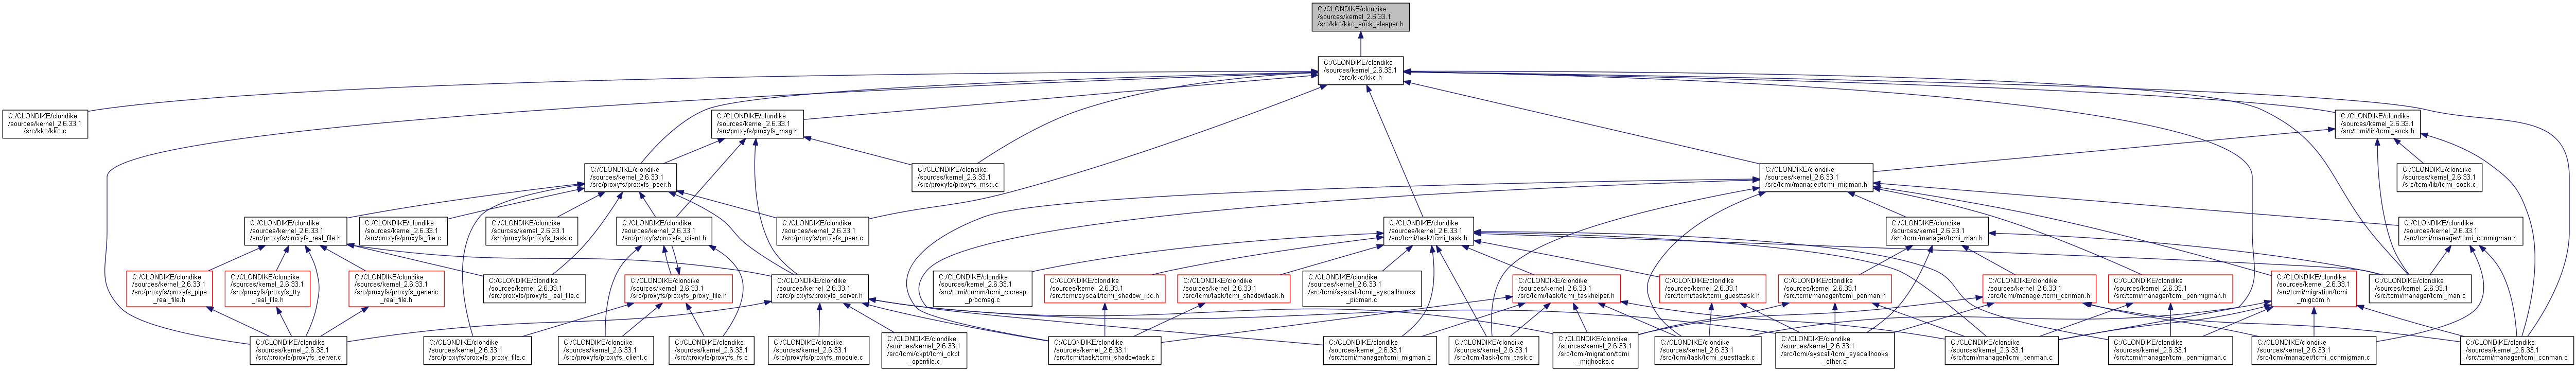 C:/CLONDIKE/clondike
/sources/kernel_2.6.33.1
/src/kkc/kkc_sock_sleeper.h
C:/CLONDIKE/clondike
/sources/kernel_2.6.33.1
/src/kkc/kkc.h
C:/CLONDIKE/clondike
/sources/kernel_2.6.33.1
/src/kkc/kkc.c
C:/CLONDIKE/clondike
/sources/kernel_2.6.33.1
/src/proxyfs/proxyfs_msg.h
C:/CLONDIKE/clondike
/sources/kernel_2.6.33.1
/src/tcmi/lib/tcmi_sock.h
C:/CLONDIKE/clondike
/sources/kernel_2.6.33.1
/src/proxyfs/proxyfs_peer.h
C:/CLONDIKE/clondike
/sources/kernel_2.6.33.1
/src/proxyfs/proxyfs_msg.c
C:/CLONDIKE/clondike
/sources/kernel_2.6.33.1
/src/tcmi/manager/tcmi_migman.h
C:/CLONDIKE/clondike
/sources/kernel_2.6.33.1
/src/tcmi/lib/tcmi_sock.c
C:/CLONDIKE/clondike
/sources/kernel_2.6.33.1
/src/proxyfs/proxyfs_real_file.h
C:/CLONDIKE/clondike
/sources/kernel_2.6.33.1
/src/proxyfs/proxyfs_file.c
C:/CLONDIKE/clondike
/sources/kernel_2.6.33.1
/src/proxyfs/proxyfs_task.c
C:/CLONDIKE/clondike
/sources/kernel_2.6.33.1
/src/proxyfs/proxyfs_client.h
C:/CLONDIKE/clondike
/sources/kernel_2.6.33.1
/src/proxyfs/proxyfs_peer.c
C:/CLONDIKE/clondike
/sources/kernel_2.6.33.1
/src/tcmi/task/tcmi_task.h
C:/CLONDIKE/clondike
/sources/kernel_2.6.33.1
/src/tcmi/manager/tcmi_man.h
C:/CLONDIKE/clondike
/sources/kernel_2.6.33.1
/src/tcmi/manager/tcmi_ccnmigman.h
C:/CLONDIKE/clondike
/sources/kernel_2.6.33.1
/src/proxyfs/proxyfs_pipe
_real_file.h
C:/CLONDIKE/clondike
/sources/kernel_2.6.33.1
/src/proxyfs/proxyfs_tty
_real_file.h
C:/CLONDIKE/clondike
/sources/kernel_2.6.33.1
/src/proxyfs/proxyfs_generic
_real_file.h
C:/CLONDIKE/clondike
/sources/kernel_2.6.33.1
/src/proxyfs/proxyfs_real_file.c
C:/CLONDIKE/clondike
/sources/kernel_2.6.33.1
/src/proxyfs/proxyfs_proxy_file.h
C:/CLONDIKE/clondike
/sources/kernel_2.6.33.1
/src/proxyfs/proxyfs_server.h
C:/CLONDIKE/clondike
/sources/kernel_2.6.33.1
/src/tcmi/comm/tcmi_rpcresp
_procmsg.c
C:/CLONDIKE/clondike
/sources/kernel_2.6.33.1
/src/tcmi/syscall/tcmi_shadow_rpc.h
C:/CLONDIKE/clondike
/sources/kernel_2.6.33.1
/src/tcmi/task/tcmi_shadowtask.h
C:/CLONDIKE/clondike
/sources/kernel_2.6.33.1
/src/tcmi/syscall/tcmi_syscallhooks
_pidman.c
C:/CLONDIKE/clondike
/sources/kernel_2.6.33.1
/src/tcmi/task/tcmi_taskhelper.h
C:/CLONDIKE/clondike
/sources/kernel_2.6.33.1
/src/tcmi/task/tcmi_guesttask.h
C:/CLONDIKE/clondike
/sources/kernel_2.6.33.1
/src/tcmi/manager/tcmi_penman.h
C:/CLONDIKE/clondike
/sources/kernel_2.6.33.1
/src/tcmi/manager/tcmi_ccnman.h
C:/CLONDIKE/clondike
/sources/kernel_2.6.33.1
/src/tcmi/manager/tcmi_penmigman.h
C:/CLONDIKE/clondike
/sources/kernel_2.6.33.1
/src/tcmi/migration/tcmi
_migcom.h
C:/CLONDIKE/clondike
/sources/kernel_2.6.33.1
/src/tcmi/manager/tcmi_man.c
C:/CLONDIKE/clondike
/sources/kernel_2.6.33.1
/src/proxyfs/proxyfs_server.c
C:/CLONDIKE/clondike
/sources/kernel_2.6.33.1
/src/proxyfs/proxyfs_proxy_file.c
C:/CLONDIKE/clondike
/sources/kernel_2.6.33.1
/src/proxyfs/proxyfs_client.c
C:/CLONDIKE/clondike
/sources/kernel_2.6.33.1
/src/proxyfs/proxyfs_fs.c
C:/CLONDIKE/clondike
/sources/kernel_2.6.33.1
/src/proxyfs/proxyfs_module.c
C:/CLONDIKE/clondike
/sources/kernel_2.6.33.1
/src/tcmi/ckpt/tcmi_ckpt
_openfile.c
C:/CLONDIKE/clondike
/sources/kernel_2.6.33.1
/src/tcmi/task/tcmi_shadowtask.c
C:/CLONDIKE/clondike
/sources/kernel_2.6.33.1
/src/tcmi/manager/tcmi_migman.c
C:/CLONDIKE/clondike
/sources/kernel_2.6.33.1
/src/tcmi/task/tcmi_task.c
C:/CLONDIKE/clondike
/sources/kernel_2.6.33.1
/src/tcmi/migration/tcmi
_mighooks.c
C:/CLONDIKE/clondike
/sources/kernel_2.6.33.1
/src/tcmi/task/tcmi_guesttask.c
C:/CLONDIKE/clondike
/sources/kernel_2.6.33.1
/src/tcmi/syscall/tcmi_syscallhooks
_other.c
C:/CLONDIKE/clondike
/sources/kernel_2.6.33.1
/src/tcmi/manager/tcmi_penman.c
C:/CLONDIKE/clondike
/sources/kernel_2.6.33.1
/src/tcmi/manager/tcmi_penmigman.c
C:/CLONDIKE/clondike
/sources/kernel_2.6.33.1
/src/tcmi/manager/tcmi_ccnmigman.c
C:/CLONDIKE/clondike
/sources/kernel_2.6.33.1
/src/tcmi/manager/tcmi_ccnman.c